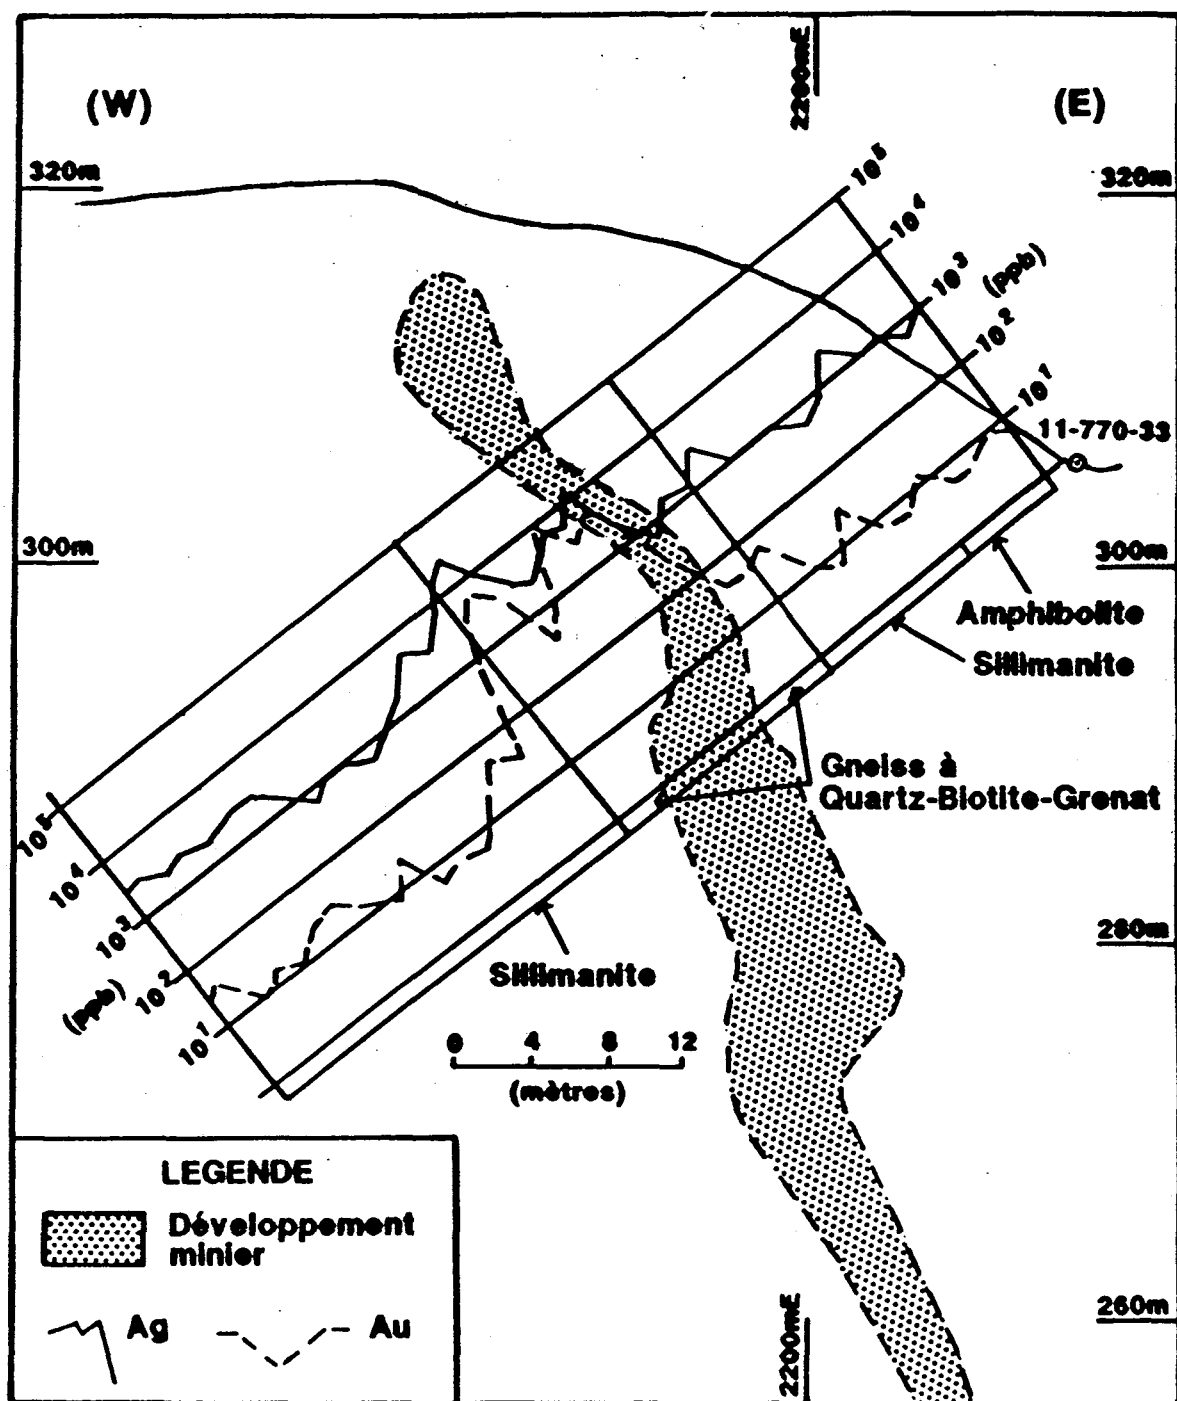 2200mE
(W)
(E)
320m
320m
10⁵
10⁴
10³
(ppb)
10²
10¹
11-770-33
300m
300m
Amphibolite
Sillimanite
Gneiss à
Quartz-Biotite-Grenat
10⁵
10⁴
10³
10²
(ppb)
10¹
Sillimanite
280m
0 4 8 12
(mètres)
LEGENDE
Développement
minier
Ag
Au
2200mE
260m